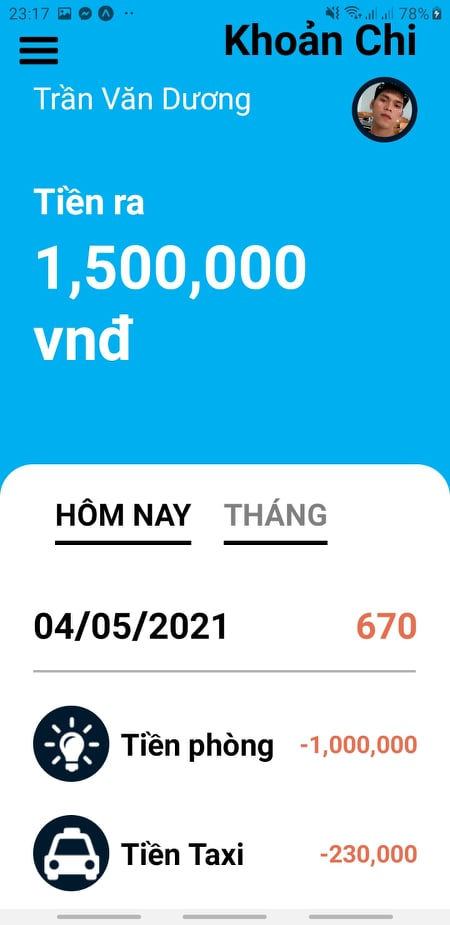 23:17 78%
Khoản Chi
Trần Văn Dương
Tiền ra
1,500,000
vnđ
HÔM NAY THÁNG
04/05/2021 670
Tiền phòng -1,000,000
Tiền Taxi -230,000